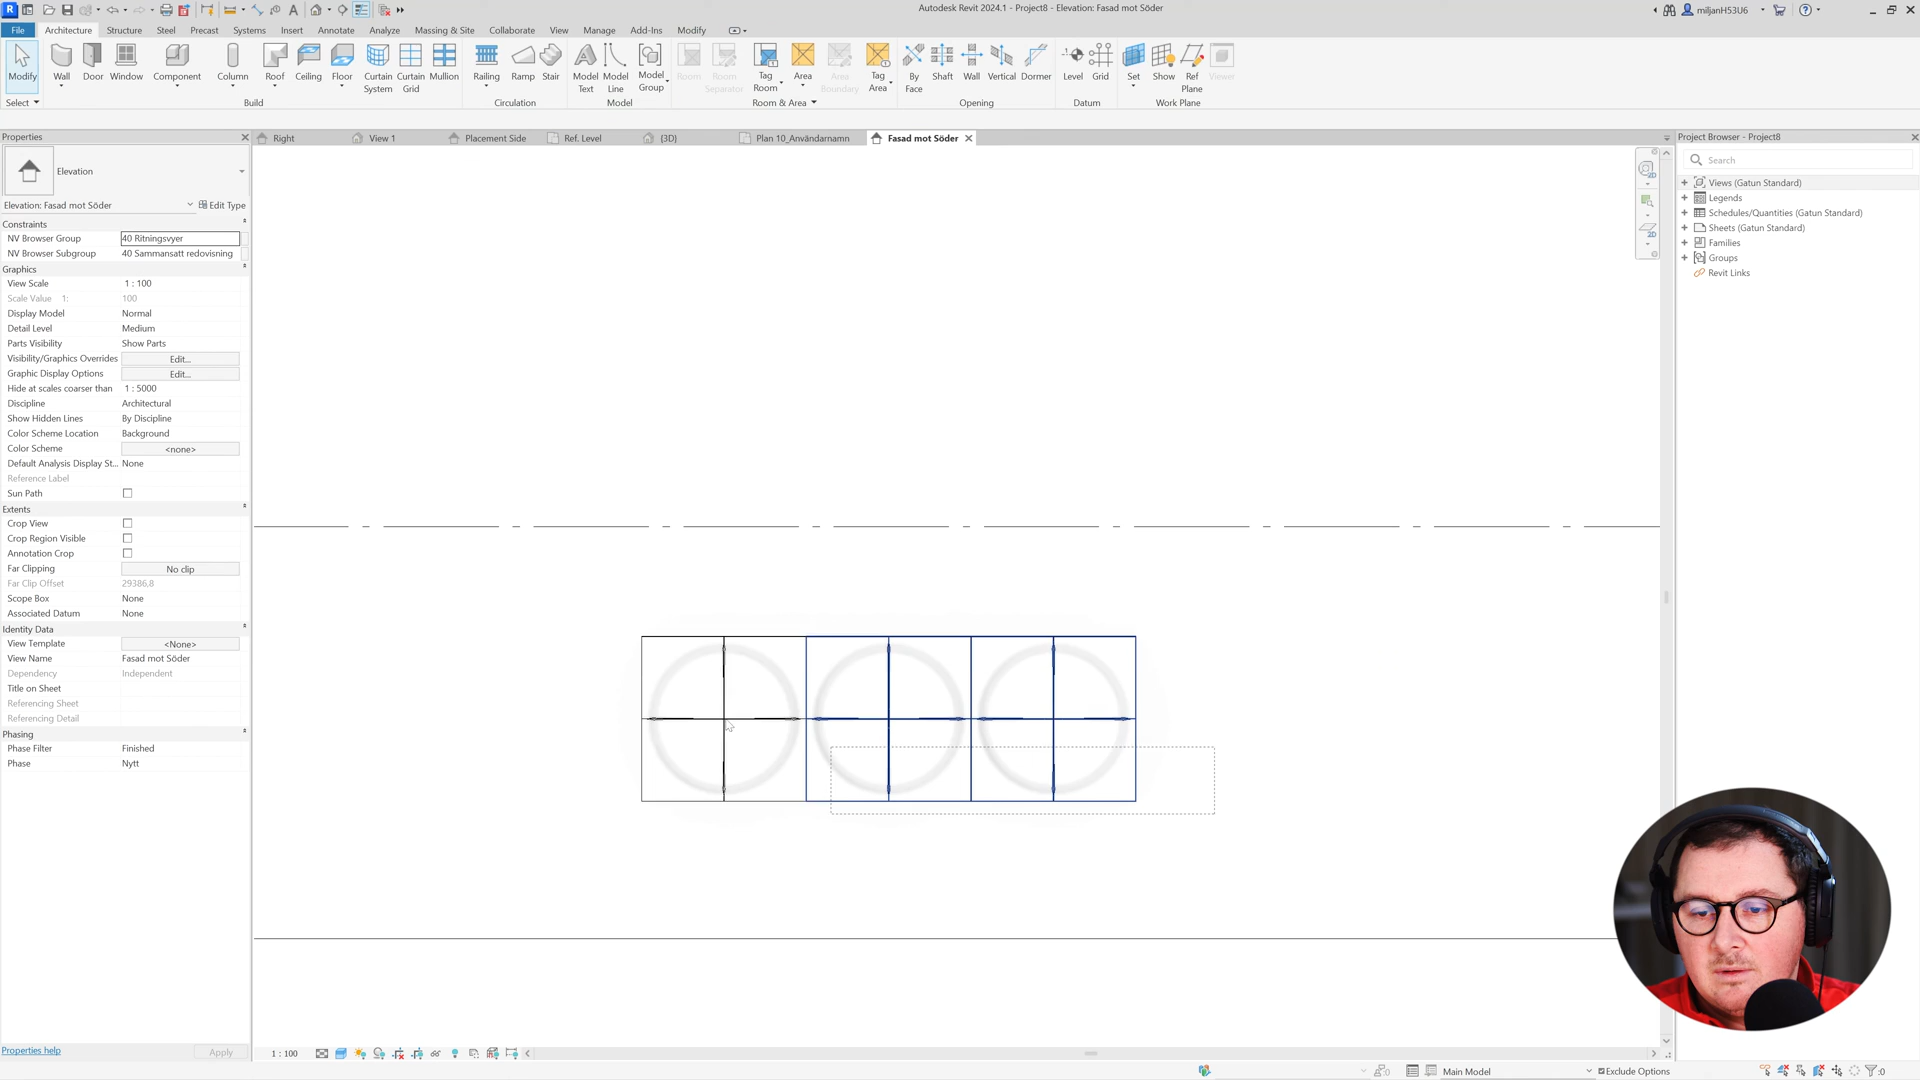 Autodesk Revit 2024.1 - Project8 - Elevation: Fasad mot Söder
miljanH53U6
File
Architecture
Structure
Steel
Precast
Systems
Insert
Annotate
Analyze
Massing & Site
Collaborate
View
Manage
Add-Ins
Modify
Modify
Wall
Door
Window
Component
Column
Roof
Ceiling
Floor
Curtain System
Curtain Grid
Mullion
Railing
Ramp
Stair
Model Text
Model Line
Model Group
Room
Room Separator
Tag Room
Area
Area Boundary
Tag Area
By Face
Shaft
Wall
Vertical
Dormer
Level
Grid
Set
Show
Ref Plane
Viewer
Select
Build
Circulation
Model
Room & Area
Opening
Datum
Work Plane
Properties
Right
View 1
Placement Side
Ref. Level
{3D}
Plan 10_Användarnamn
Fasad mot Söder
Project Browser - Project8
Elevation
Search
Elevation: Fasad mot Söder
Edit Type
Constraints
NV Browser Group 40 Ritningsvyer
NV Browser Subgroup 40 Sammansatt redovisning
Graphics
View Scale 1 : 100
Scale Value 1: 100
Display Model Normal
Detail Level Medium
Parts Visibility Show Parts
Visibility/Graphics Overrides Edit...
Graphic Display Options Edit...
Hide at scales coarser than 1 : 5000
Discipline Architectural
Show Hidden Lines By Discipline
Color Scheme Location Background
Color Scheme <none>
Default Analysis Display St... None
Reference Label
Sun Path
Extents
Crop View
Crop Region Visible
Annotation Crop
Far Clipping No clip
Far Clip Offset 29386,8
Scope Box None
Associated Datum None
Identity Data
View Template <None>
View Name Fasad mot Söder
Dependency Independent
Title on Sheet
Referencing Sheet
Referencing Detail
Phasing
Phase Filter Finished
Phase Nytt
Views (Gatun Standard)
Legends
Schedules/Quantities (Gatun Standard)
Sheets (Gatun Standard)
Families
Groups
Revit Links
Properties help
Apply
1 : 100
:0
Main Model
Exclude Options
:0